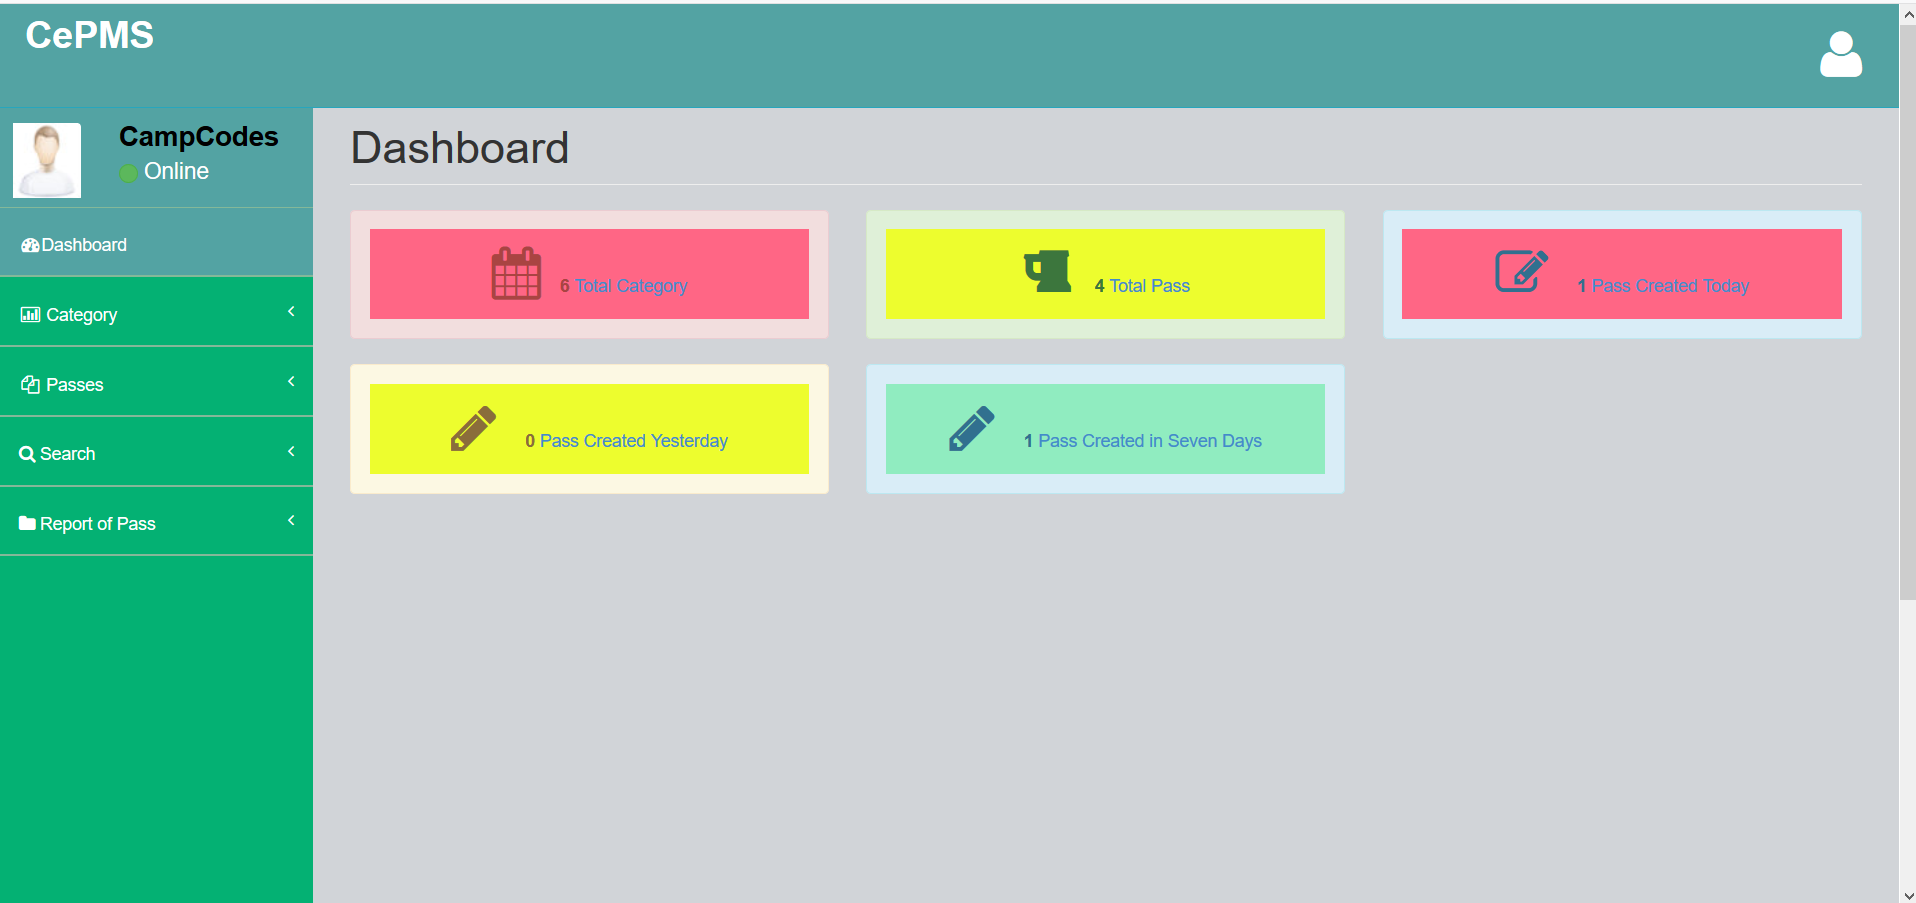 CePMS
CampCodes
Online
Dashboard
Category
Passes
Search
Report of Pass
Dashboard
6 Total Category
4 Total Pass
1 Pass Created Today
0 Pass Created Yesterday
1 Pass Created in Seven Days